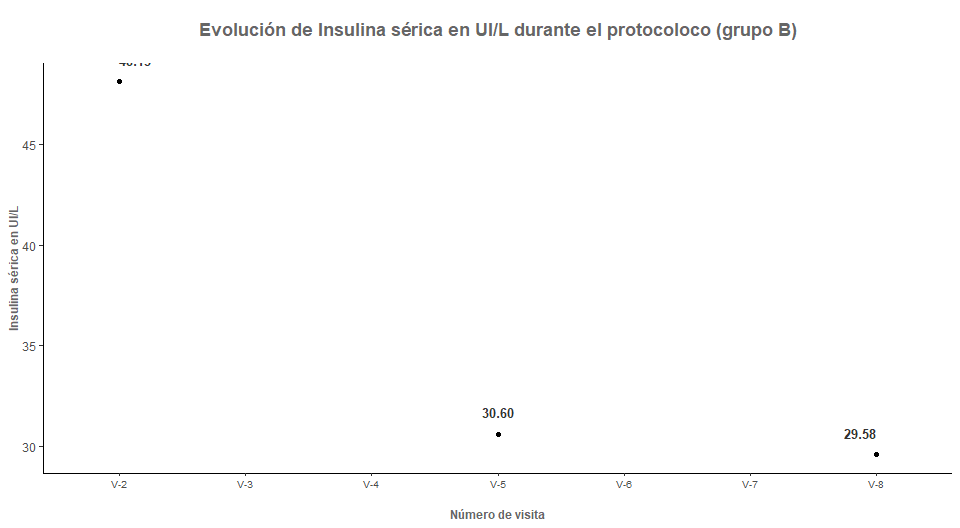 Evolución de Insulina sérica en UI/L durante el protocoloco (grupo B)
45
40
35
30
Insulina sérica en UI/L
30.60
29.58
V-2 V-3 V-4 V-5 V-6 V-7 V-8
Número de visita